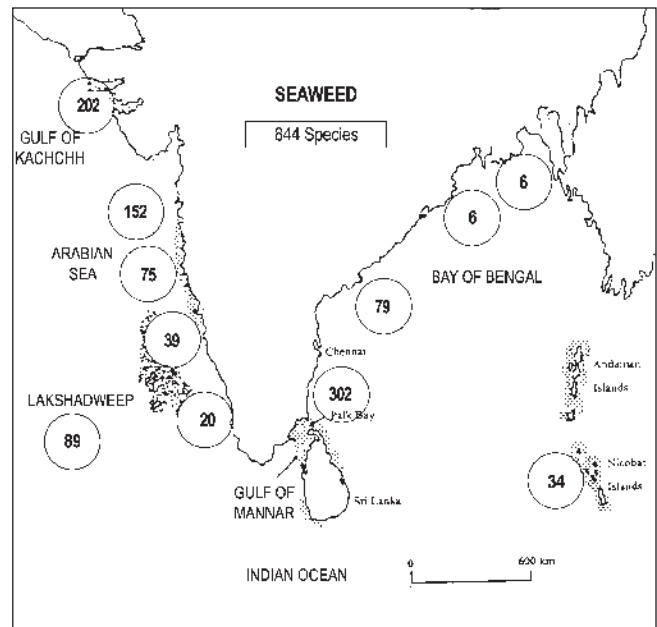 SEAWEED
844 Species
202
GULF OF
KACHCHH
152
ARABIAN
SEA
75
39
LAKSHADWEEP
89
20
6
6
BAY OF BENGAL
79
Chennai
302
Palk Bay
GULF OF
MANNAR
Sri Lanka
Andaman
Islands
Nicobar
Islands
34
INDIAN OCEAN
0
600 km